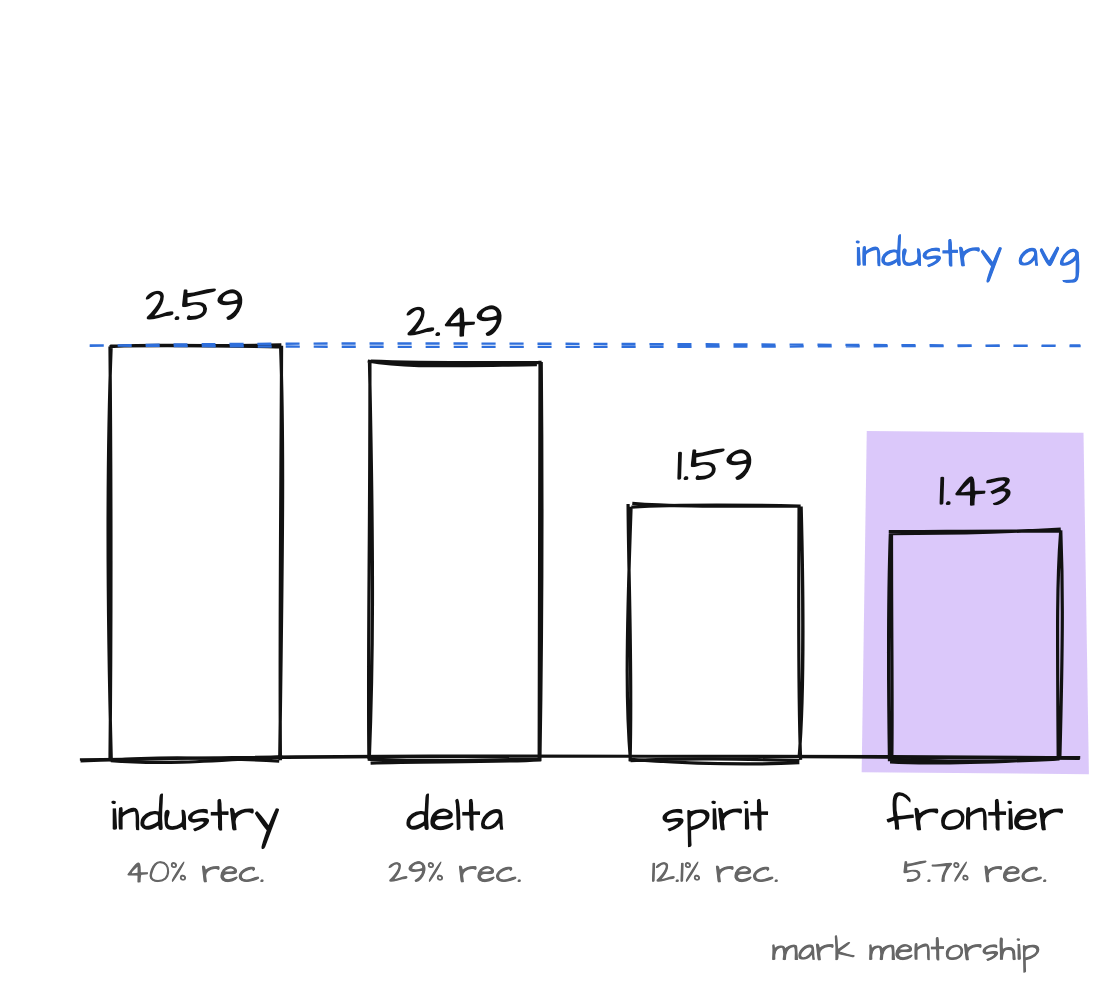 industry avg
2.59
2.49
1.59
1.43
industry
delta
spirit
frontier
40% rec.
29% rec.
12.1% rec.
5.7% rec.
mark mentorship